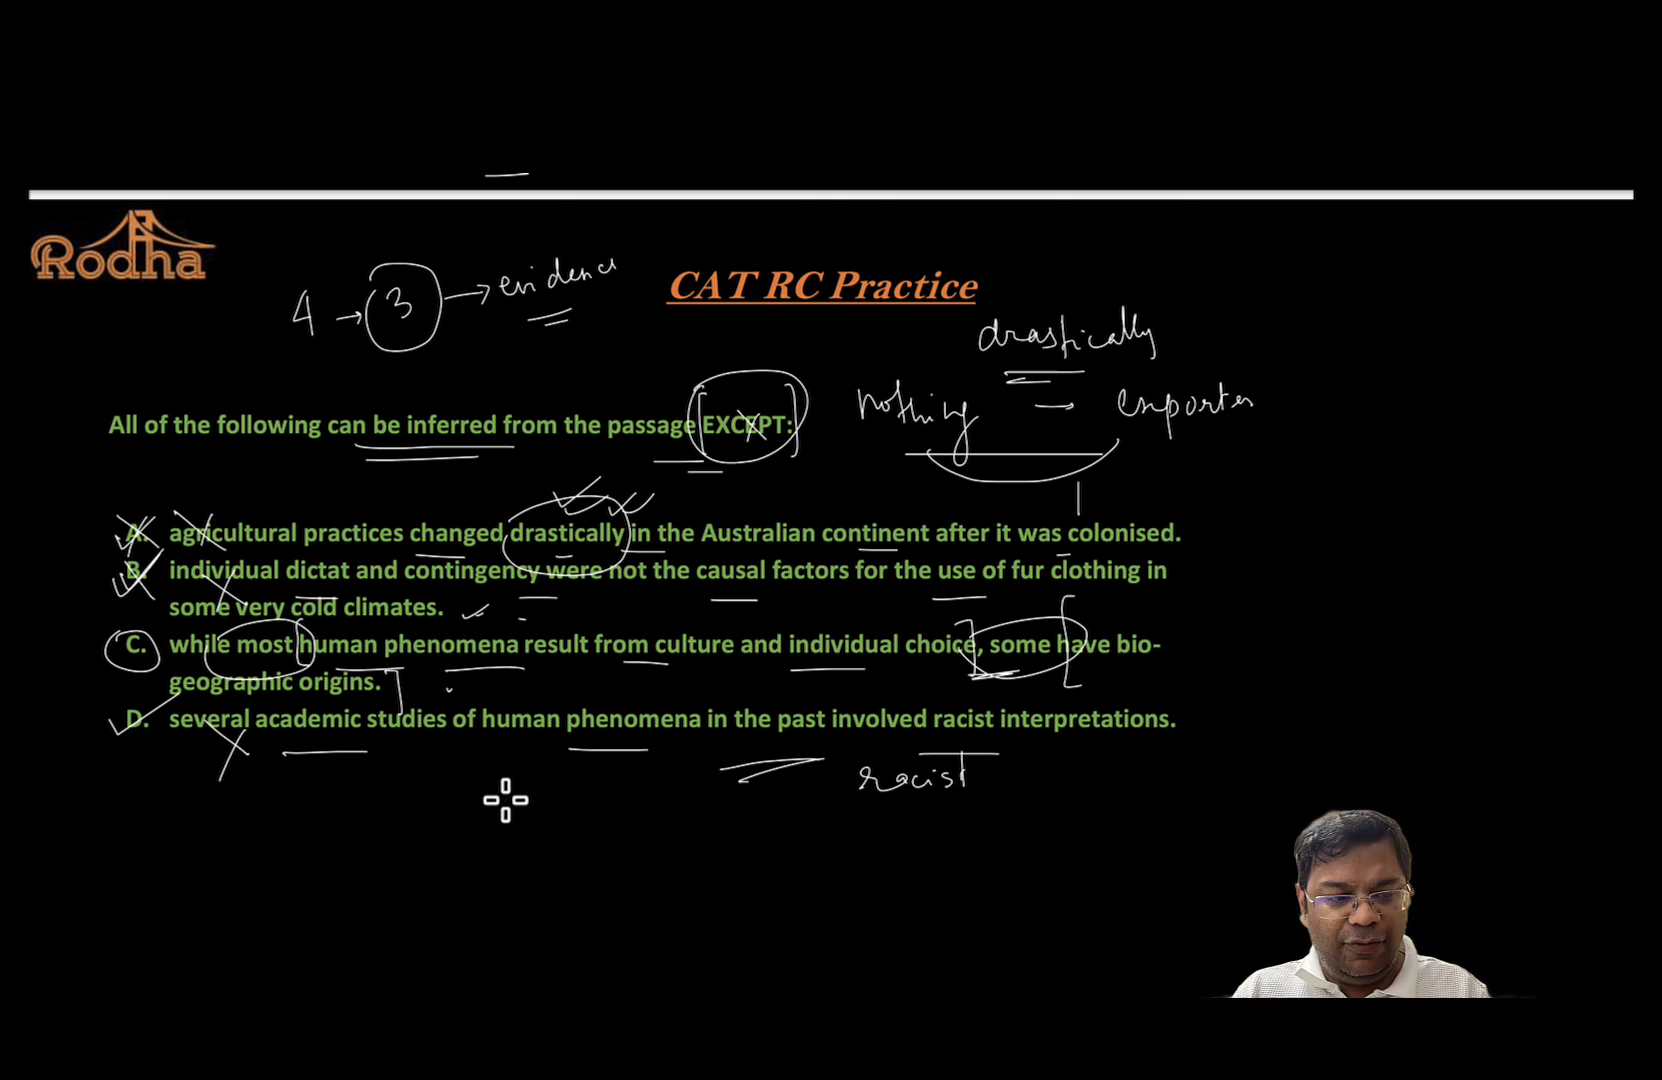 Rodha
4 → 3 → evidence
CAT RC Practice
drastically
All of the following can be inferred from the passage [EXCEPT:]
nothing → exporter
A. agricultural practices changed drastically in the Australian continent after it was colonised.
B. individual dictat and contingency were not the causal factors for the use of fur clothing in
some very cold climates.
C. while most human phenomena result from culture and individual choice, some have bio-
geographic origins.
D. several academic studies of human phenomena in the past involved racist interpretations.
racist